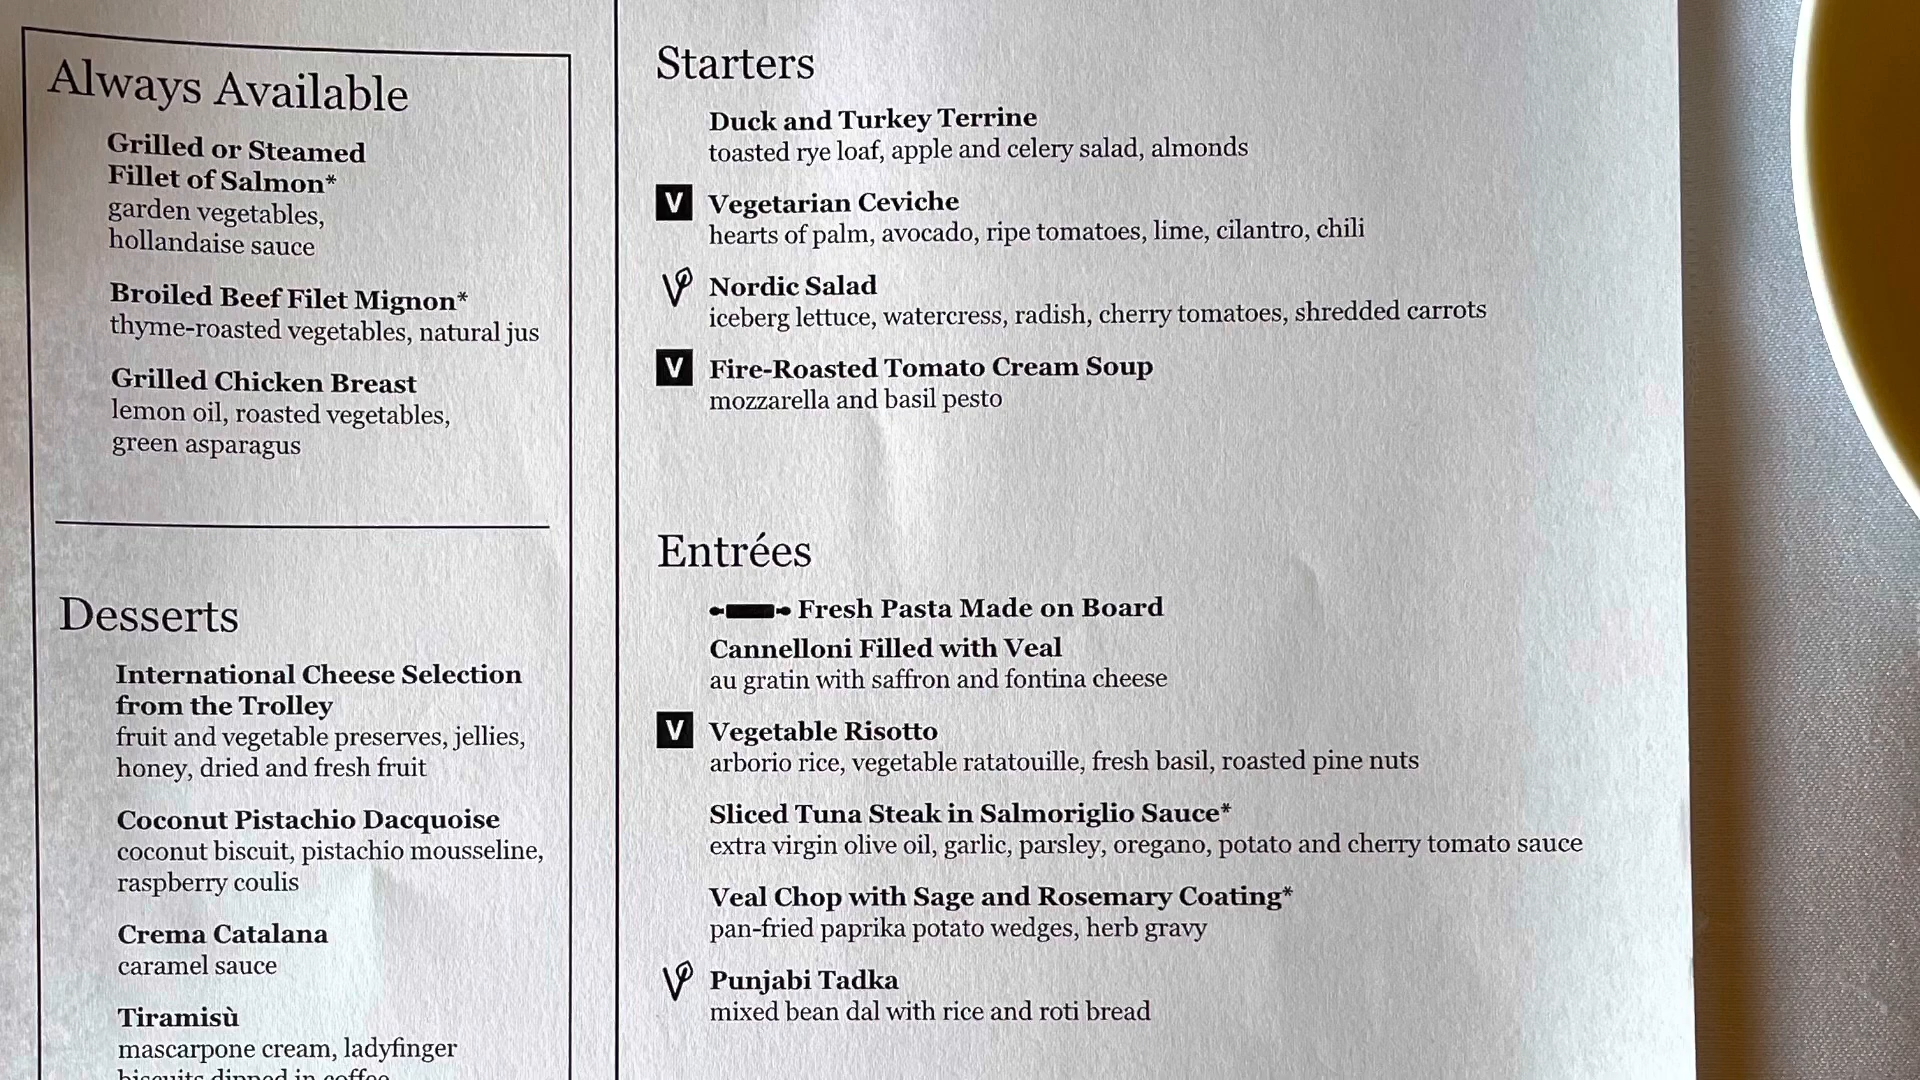 Always Available
Grilled or Steamed
Fillet of Salmon*
garden vegetables,
hollandaise sauce
Broiled Beef Filet Mignon*
thyme-roasted vegetables, natural jus
Grilled Chicken Breast
lemon oil, roasted vegetables,
green asparagus
Desserts
International Cheese Selection
from the Trolley
fruit and vegetable preserves, jellies,
honey, dried and fresh fruit
Coconut Pistachio Dacquoise
coconut biscuit, pistachio mousseline,
raspberry coulis
Crema Catalana
caramel sauce
Tiramisù
mascarpone cream, ladyfinger
biscuits dipped in coffee
Starters
Duck and Turkey Terrine
toasted rye loaf, apple and celery salad, almonds
V Vegetarian Ceviche
hearts of palm, avocado, ripe tomatoes, lime, cilantro, chili
V Nordic Salad
iceberg lettuce, watercress, radish, cherry tomatoes, shredded carrots
V Fire-Roasted Tomato Cream Soup
mozzarella and basil pesto
Entrées
Fresh Pasta Made on Board
Cannelloni Filled with Veal
au gratin with saffron and fontina cheese
V Vegetable Risotto
arborio rice, vegetable ratatouille, fresh basil, roasted pine nuts
Sliced Tuna Steak in Salmoriglio Sauce*
extra virgin olive oil, garlic, parsley, oregano, potato and cherry tomato sauce
Veal Chop with Sage and Rosemary Coating*
pan-fried paprika potato wedges, herb gravy
V Punjabi Tadka
mixed bean dal with rice and roti bread